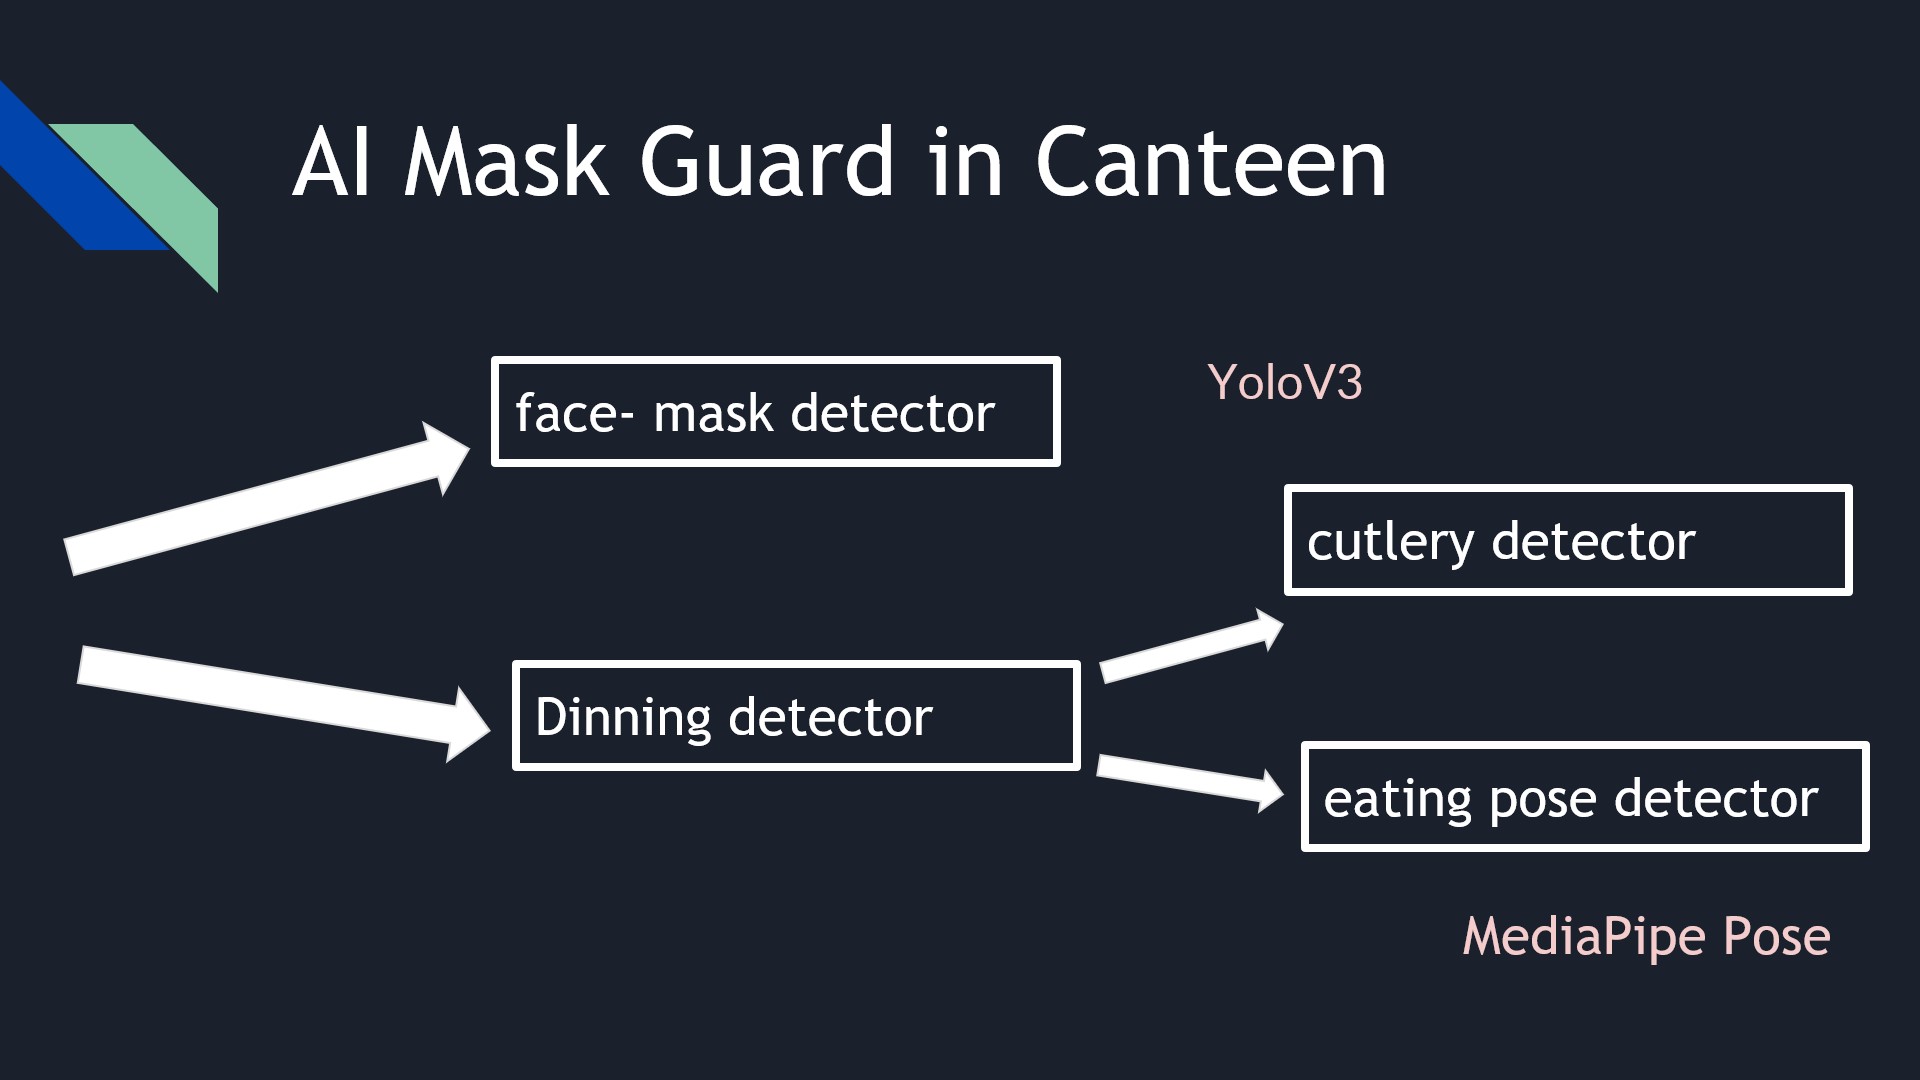 AI Mask Guard in Canteen
face- mask detector
YoloV3
cutlery detector
Dinning detector
eating pose detector
MediaPipe Pose